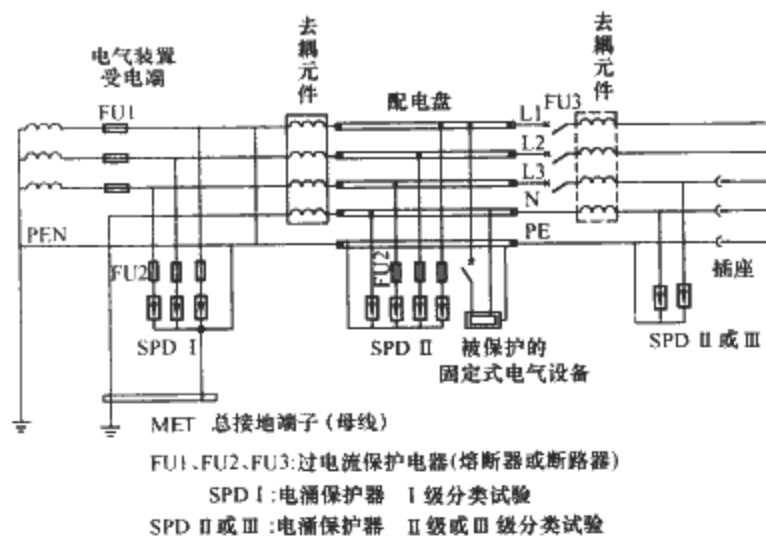 电气装置
受电端
FU1
去耦元件
配电盘
L1
FU3
去耦元件
L2
L3
N
PEN
PE
FU2
FU2
插座
SPD Ⅰ
SPD Ⅱ
被保护的
固定式电气设备
SPD Ⅱ或Ⅲ
MET 总接地端子(母线)
FU1、FU2、FU3:过电流保护电器(熔断器或断路器)
SPD Ⅰ:电涌保护器 Ⅰ级分类试验
SPD Ⅱ或Ⅲ:电涌保护器 Ⅱ级或Ⅲ级分类试验